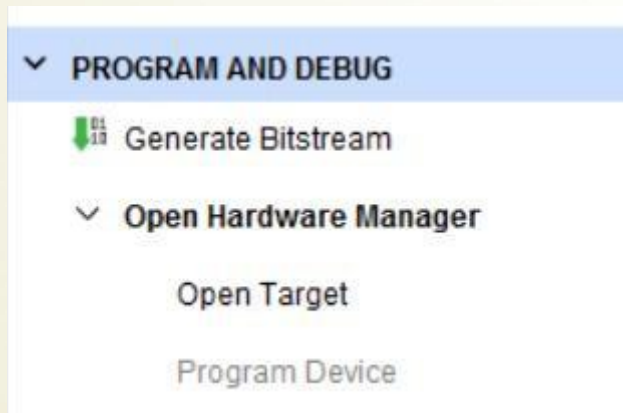 PROGRAM AND DEBUG
Generate Bitstream
Open Hardware Manager
Open Target
Program Device